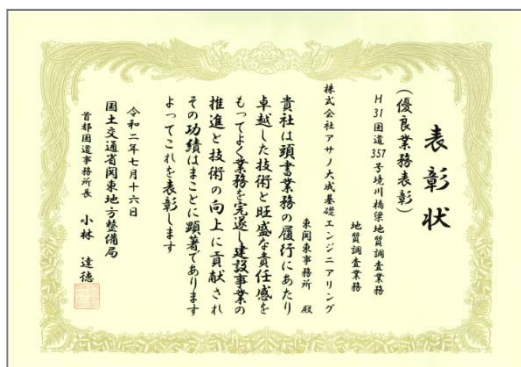 表彰状
(優良業務表彰)
H31国道357号境川橋梁地質調査業務
地質調査業務
株式会社アサノ大成基礎エンジニアリング
東関東事務所 殿
貴社は頭書業務の履行にあたり
卓越した技術と旺盛な責任感を
もってよく業務を完遂し建設事業の
推進と技術の向上に貢献され
その功績はまことに顕著であります
よってこれを表彰します
令和二年七月十六日
国土交通省関東地方整備局
首都国道事務所長 小林 達徳